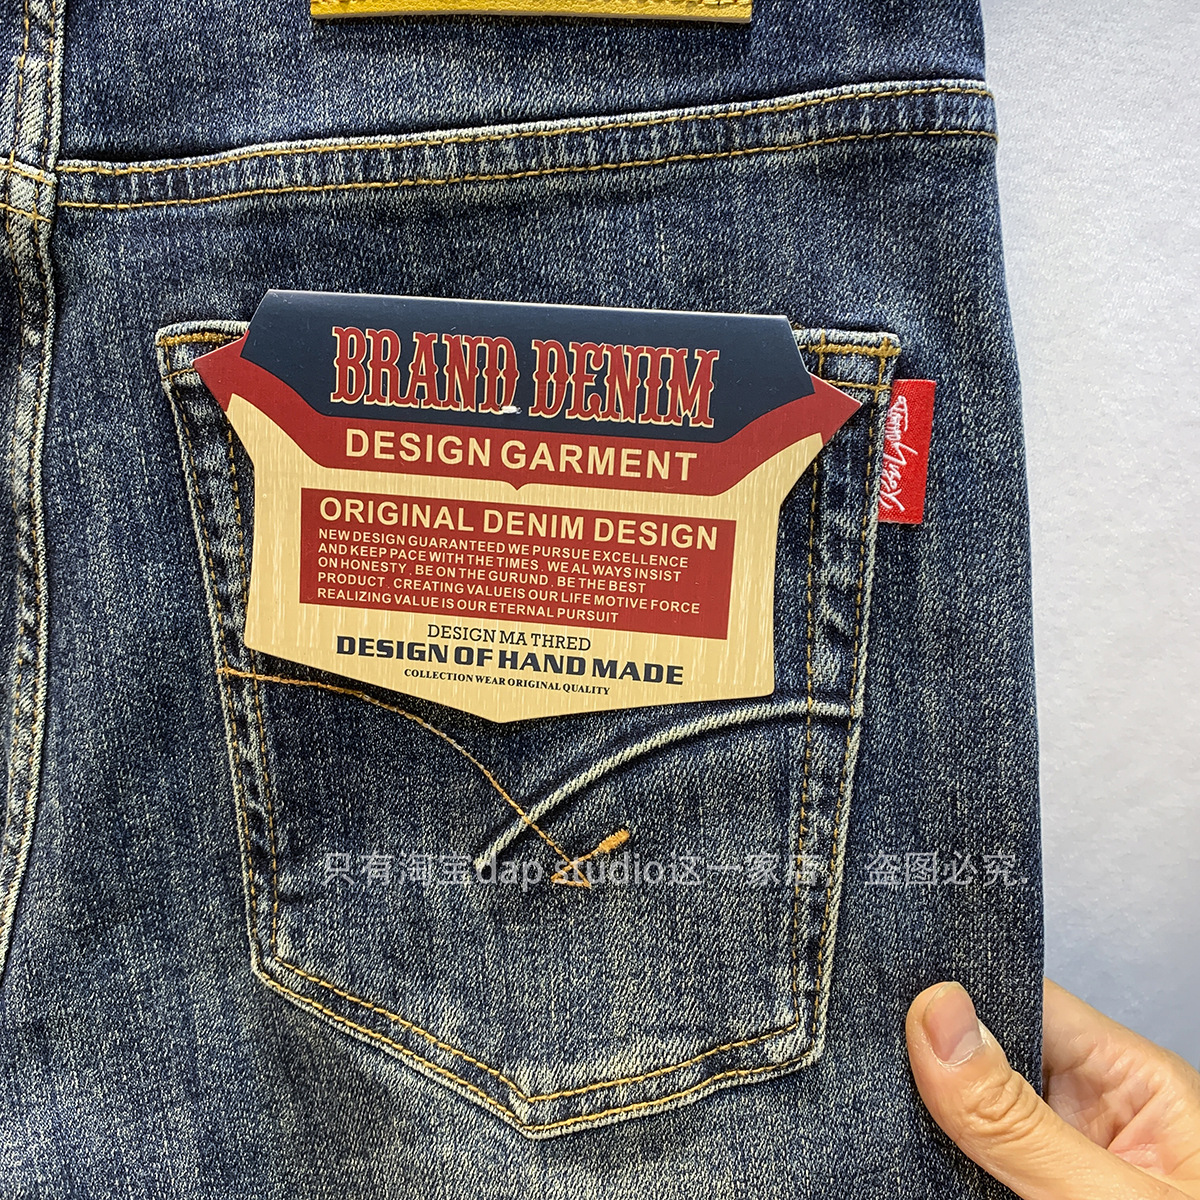 BRAND DENIM
DESIGN GARMENT
ORIGINAL DENIM DESIGN
NEW DESIGN GUARANTEED WE PURSUE EXCELLENCE
AND KEEP PACE WITH THE TIMES . WE AL WAYS INSIST
ON HONESTY . BE ON THE GURUND . BE THE BEST
PRODUCT . CREATING VALUE IS OUR LIFE MOTIVE FORCE
REALIZING VALUE IS OUR ETERNAL PURSUIT
DESIGN MA THRED
DESIGN OF HAND MADE
COLLECTION WEAR ORIGINAL QUALITY
只有淘宝dap studio这一家店，盗图必究.